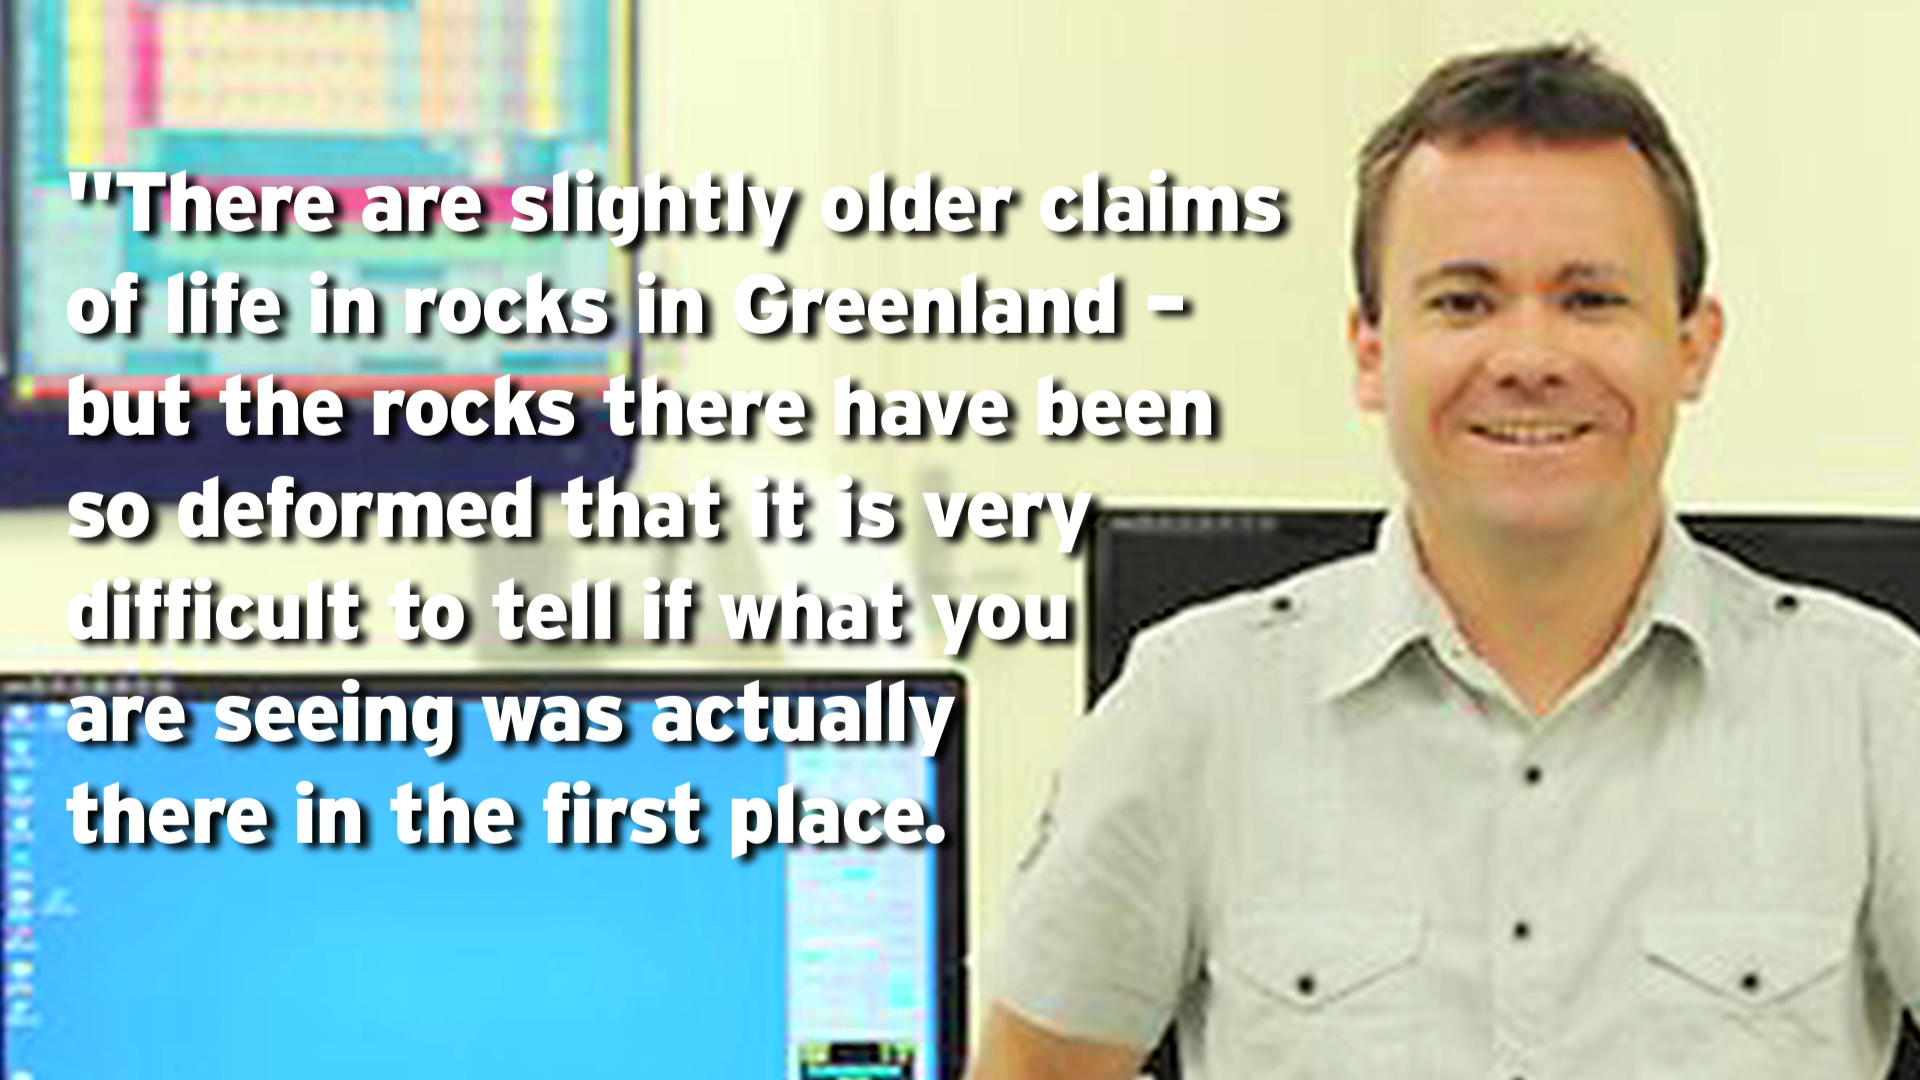 "There are slightly older claims
of life in rocks in Greenland –
but the rocks there have been
so deformed that it is very
difficult to tell if what you
are seeing was actually
there in the first place.